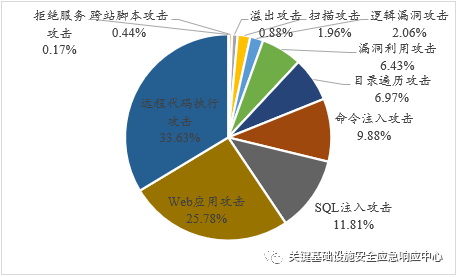 拒绝服务攻击
0.17%
跨站脚本攻击
0.44%
溢出攻击
0.88%
扫描攻击
1.96%
逻辑漏洞攻击
2.06%
漏洞利用攻击
6.43%
目录遍历攻击
6.97%
命令注入攻击
9.88%
SQL注入攻击
11.81%
Web应用攻击
25.78%
远程代码执行
攻击
33.63%
关键基础设施安全应急响应中心